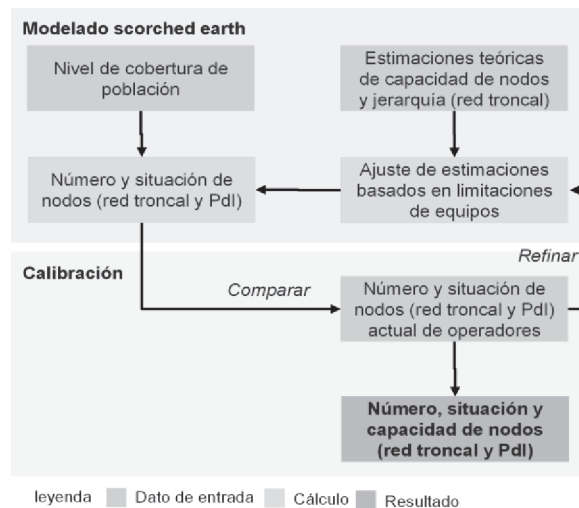 Modelado scorched earth
Nivel de cobertura de
población
Estimaciones teóricas
de capacidad de nodos
y jerarquía (red troncal)
Número y situación de
nodos (red troncal y PdI)
Ajuste de estimaciones
basados en limitaciones
de equipos
Refinar
Calibración
Comparar
Número y situación de
nodos (red troncal y PdI)
actual de operadores
Número, situación y
capacidad de nodos
(red troncal y PdI)
leyenda
Dato de entrada
Cálculo
Resultado